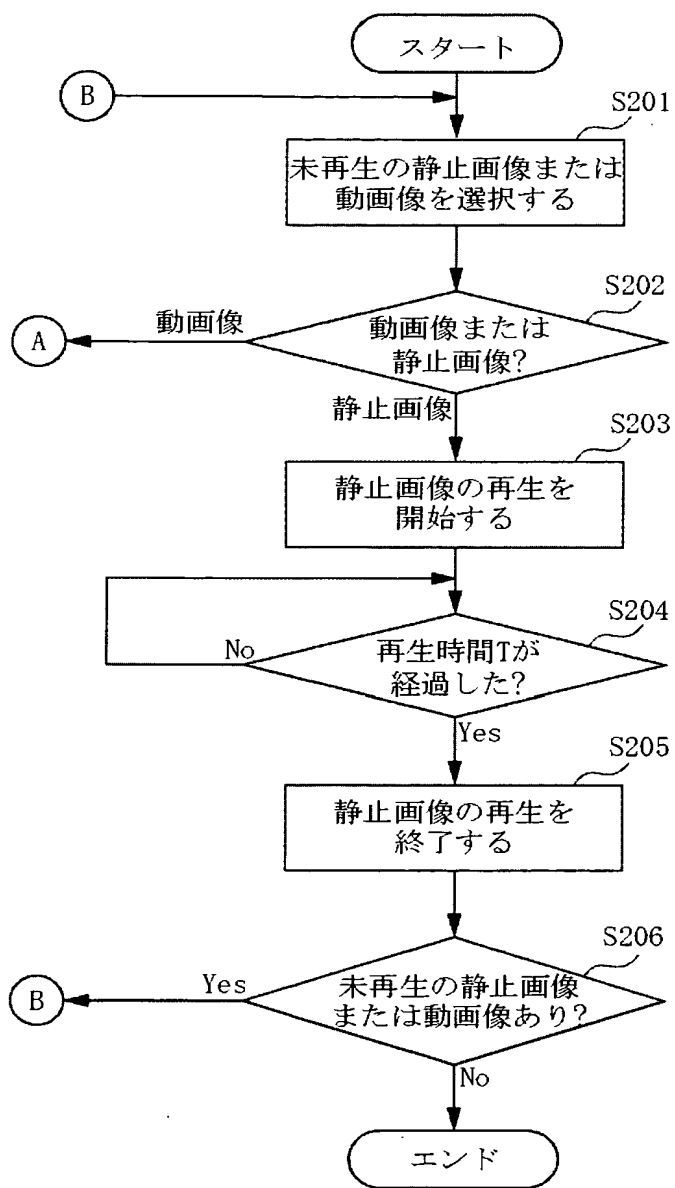 スタート
B
S201
未再生の静止画像または
動画像を選択する
S202
動画像または
静止画像?
動画像
A
静止画像
S203
静止画像の再生を
開始する
S204
再生時間Tが
経過した?
No
Yes
S205
静止画像の再生を
終了する
S206
未再生の静止画像
または動画像あり?
Yes
B
No
エンド